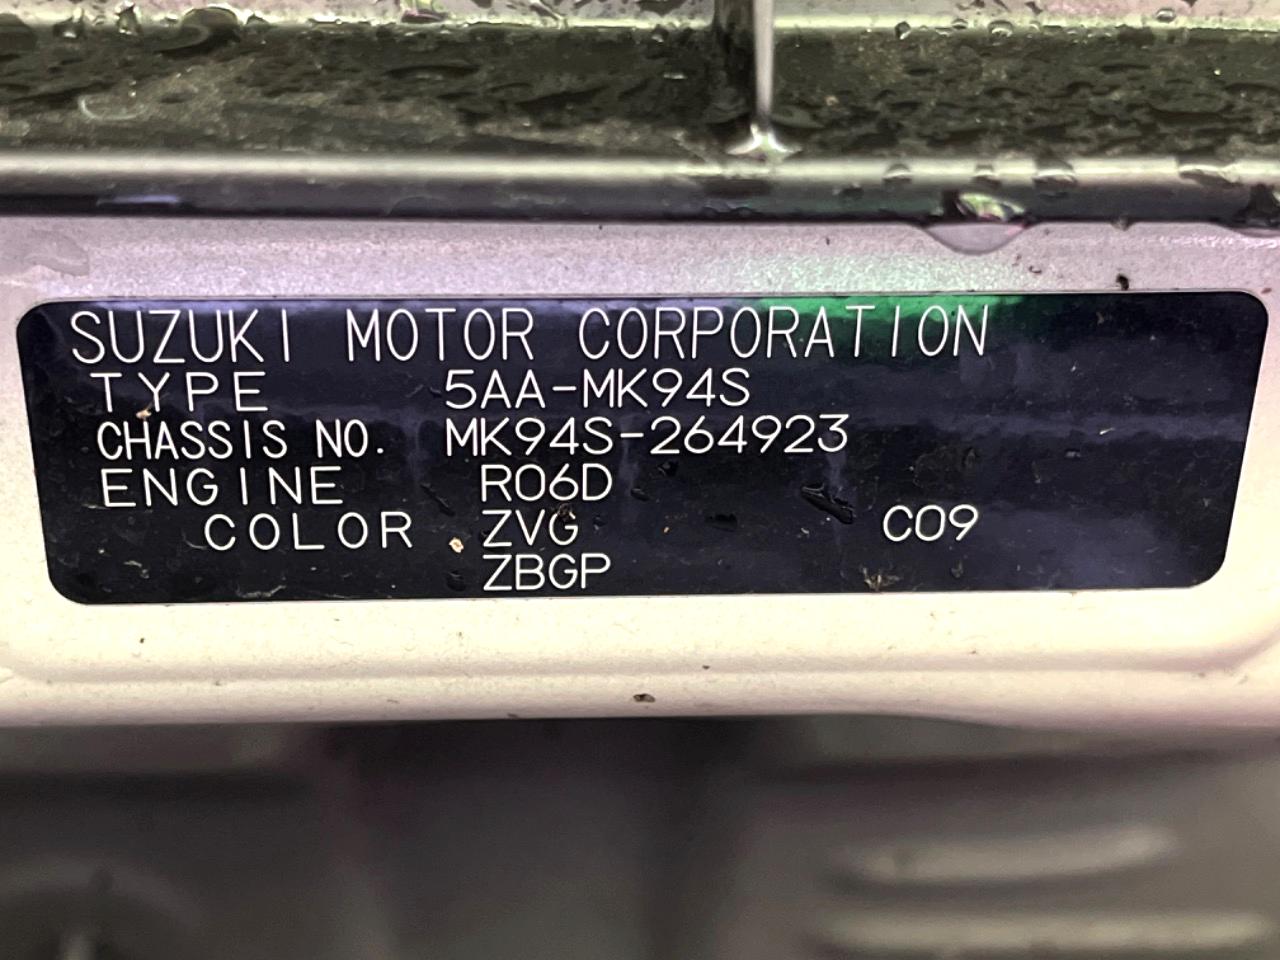 SUZUKI MOTOR CORPORATION
TYPE 5AA-MK94S
CHASSIS NO. MK94S-264923
ENGINE R06D
COLOR ZVG C09
ZBGP